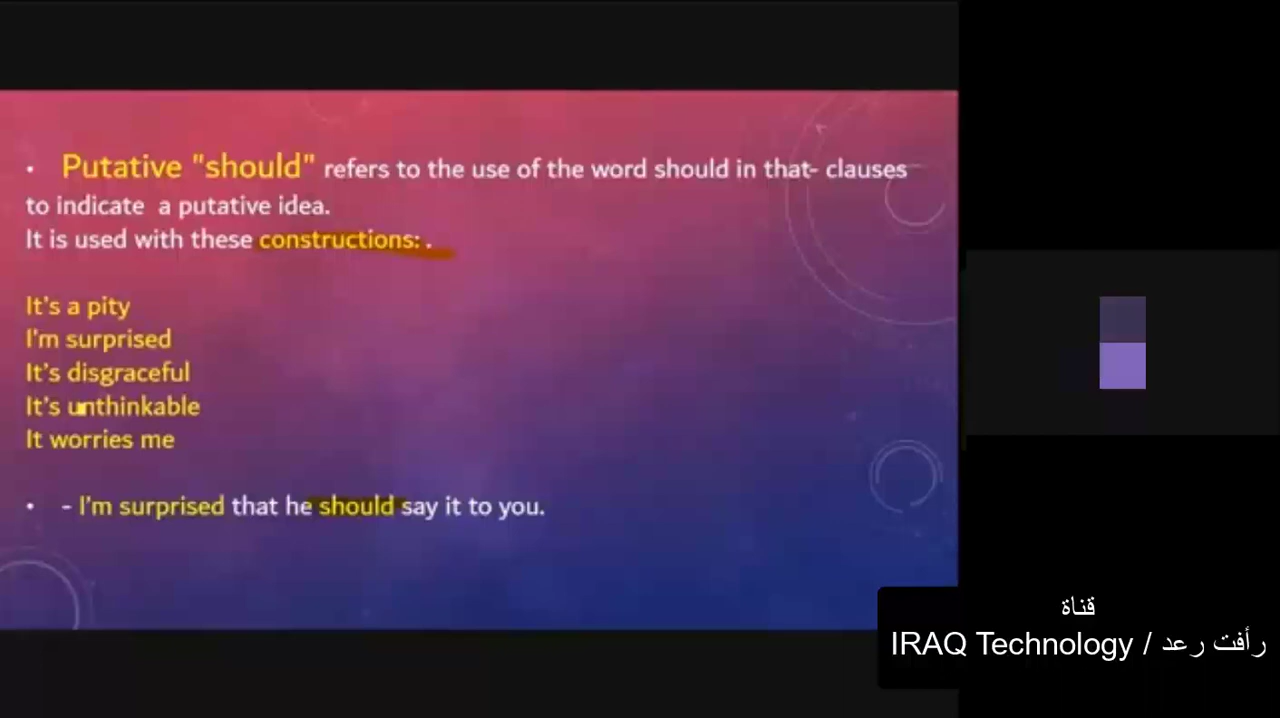 • Putative "should" refers to the use of the word should in that- clauses
to indicate a putative idea.
It is used with these constructions: .
It's a pity
I'm surprised
It's disgraceful
It's unthinkable
It worries me
• - I'm surprised that he should say it to you.
قناة
رأفت رعد / IRAQ Technology